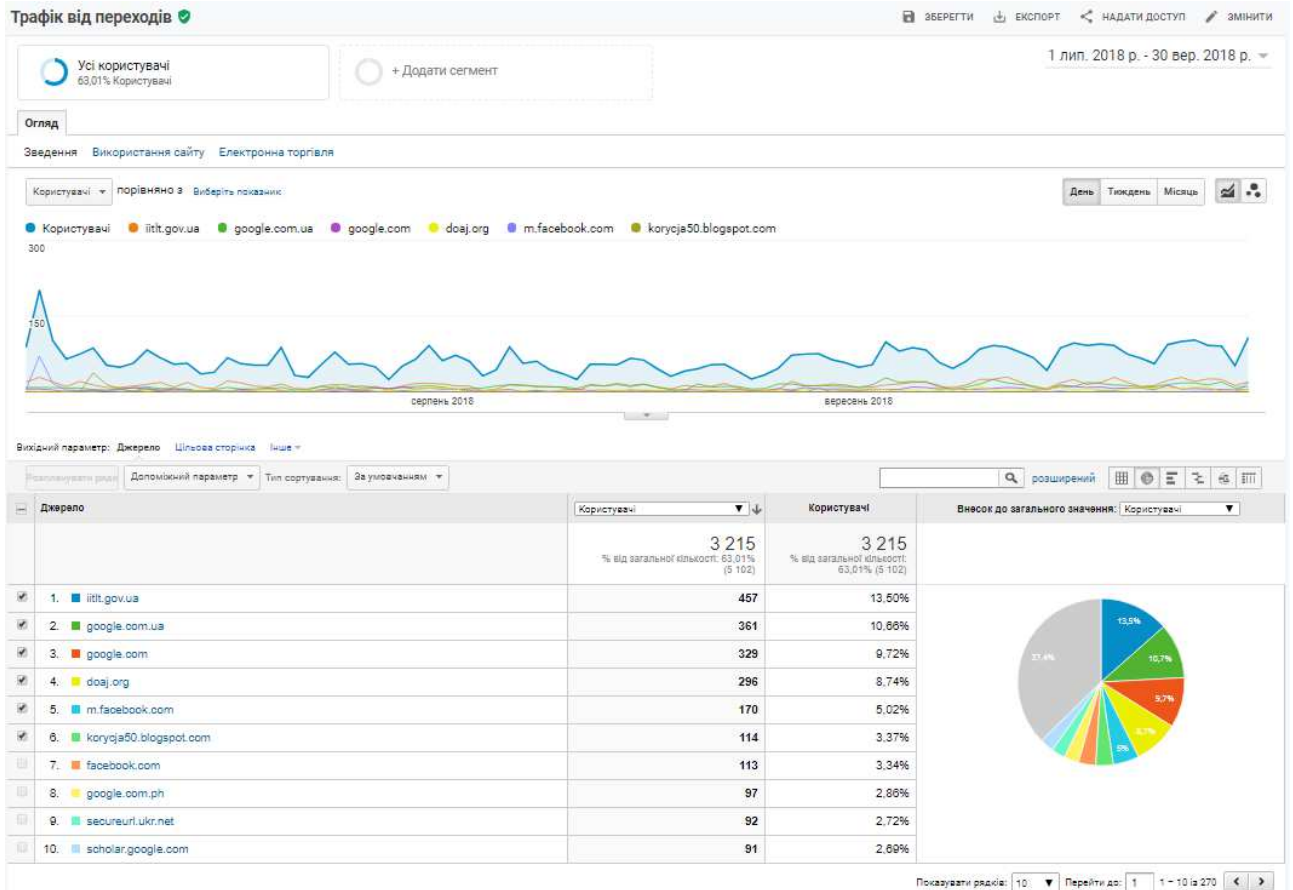 Трафік від переходів
ЗБЕРЕГТИ ЕКСПОРТ НАДАТИ ДОСТУП ЗМІНИТИ
Усі користувачі
63,01% Користувачі
+ Додати сегмент
1 лип. 2018 р. - 30 вер. 2018 р.
Огляд
Зведення Використання сайту Електронна торгівля
Користувачі порівняно з Виберіть показник
День Тиждень Місяць
Користувачі iitlt.gov.ua google.com.ua google.com doaj.org m.facebook.com korycja50.blogspot.com
300
150
серпень 2018 вересень 2018
Вихідний параметр: Джерело Цільова сторінка Інше
Допоміжний параметр Тип сортування: За умовчанням
розширений
Джерело Користувачі Користувачі Внесок до загального значення: Користувачі
3 215 3 215
% від загальної кількості: 63,01% % від загальної кількості:
(5 102) 63,01% (5 102)
1. iitlt.gov.ua 457 13,50%
2. google.com.ua 361 10,66%
3. google.com 329 9,72%
4. doaj.org 296 8,74%
5. m.facebook.com 170 5,02%
6. korycja50.blogspot.com 114 3,37%
7. facebook.com 113 3,34%
8. google.com.ph 97 2,86%
9. secureurl.ukr.net 92 2,72%
10. scholar.google.com 91 2,69%
13,5%
10,7%
9,7%
8,7%
5%
37,4%
Показувати рядків: 10 Перейти до: 1 1 – 10 із 270